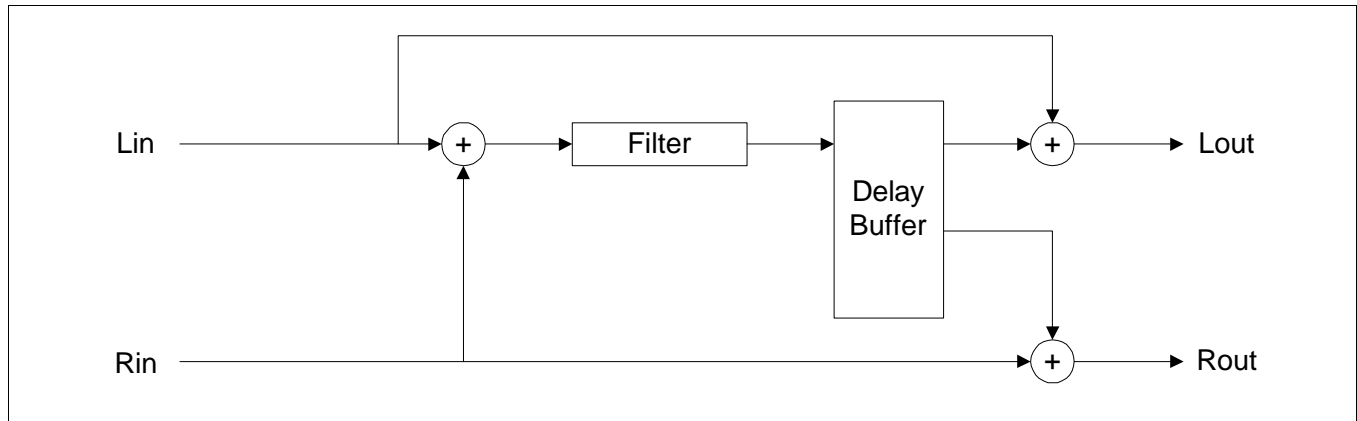 Lin
+
Filter
Delay
Buffer
+
Lout
Rin
+
Rout